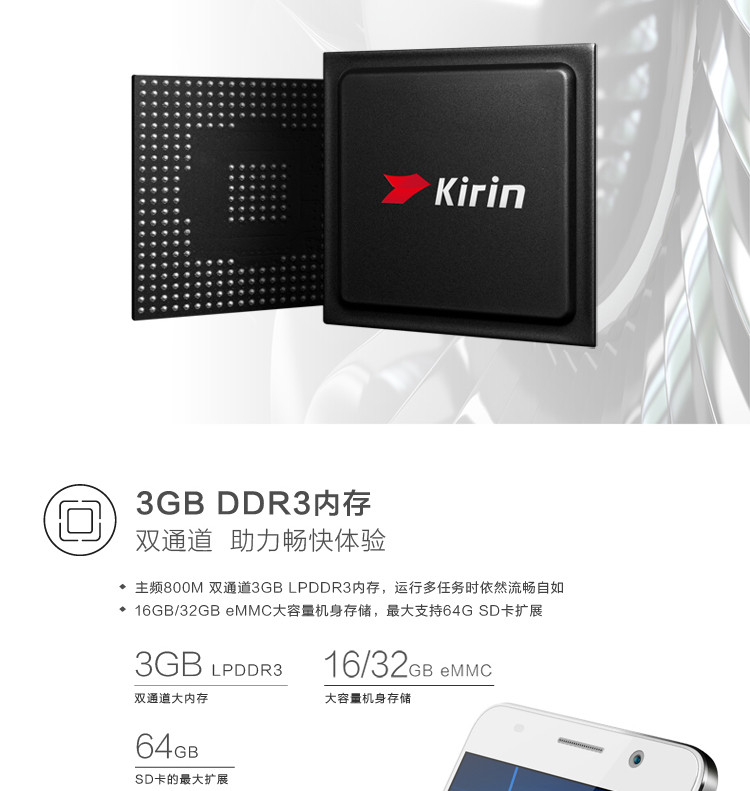 Kirin
3GB DDR3内存
双通道 助力畅快体验
主频800M 双通道3GB LPDDR3内存，运行多任务时依然流畅自如
16GB/32GB eMMC大容量机身存储，最大支持64G SD卡扩展
3GB LPDDR3
双通道大内存
16/32GB eMMC
大容量机身存储
64GB
SD卡的最大扩展